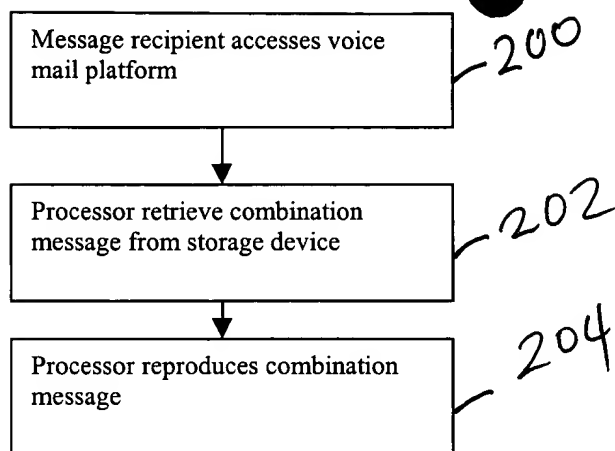 Message recipient accesses voice
mail platform
200
Processor retrieve combination
message from storage device
202
Processor reproduces combination
message
204